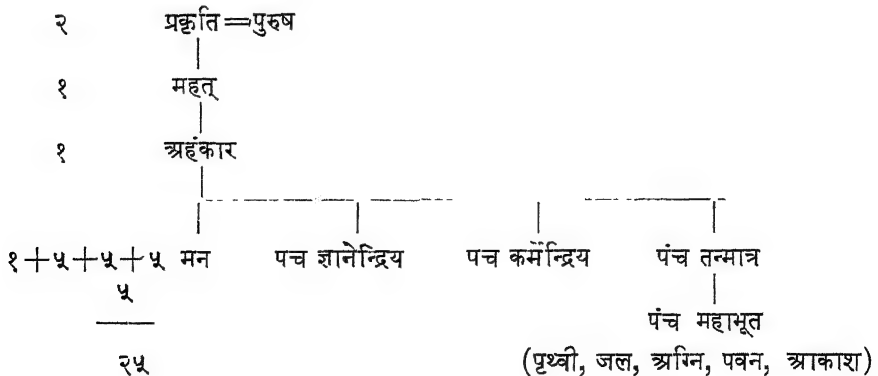 २ प्रकृति=पुरुष
१ महत्
१ अहंकार
१+५+५+५ मन पच ज्ञानेन्द्रिय पच कर्मेन्द्रिय पंच तन्मात्र
५ पंच महाभूत
२५ (पृथ्वी, जल, अग्नि, पवन, आकाश)